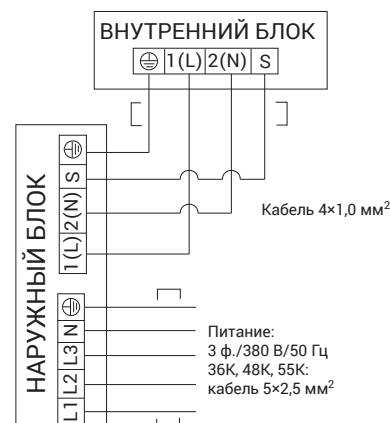 ВНУТРЕННИЙ БЛОК
1(L) 2(N) S
НАРУЖНЫЙ БЛОК
S
2(N)
1(L)
Кабель 4×1,0 мм²
N
L3
L2
L1
Питание:
3 ф./380 В/50 Гц
36K, 48K, 55K:
кабель 5×2,5 мм²